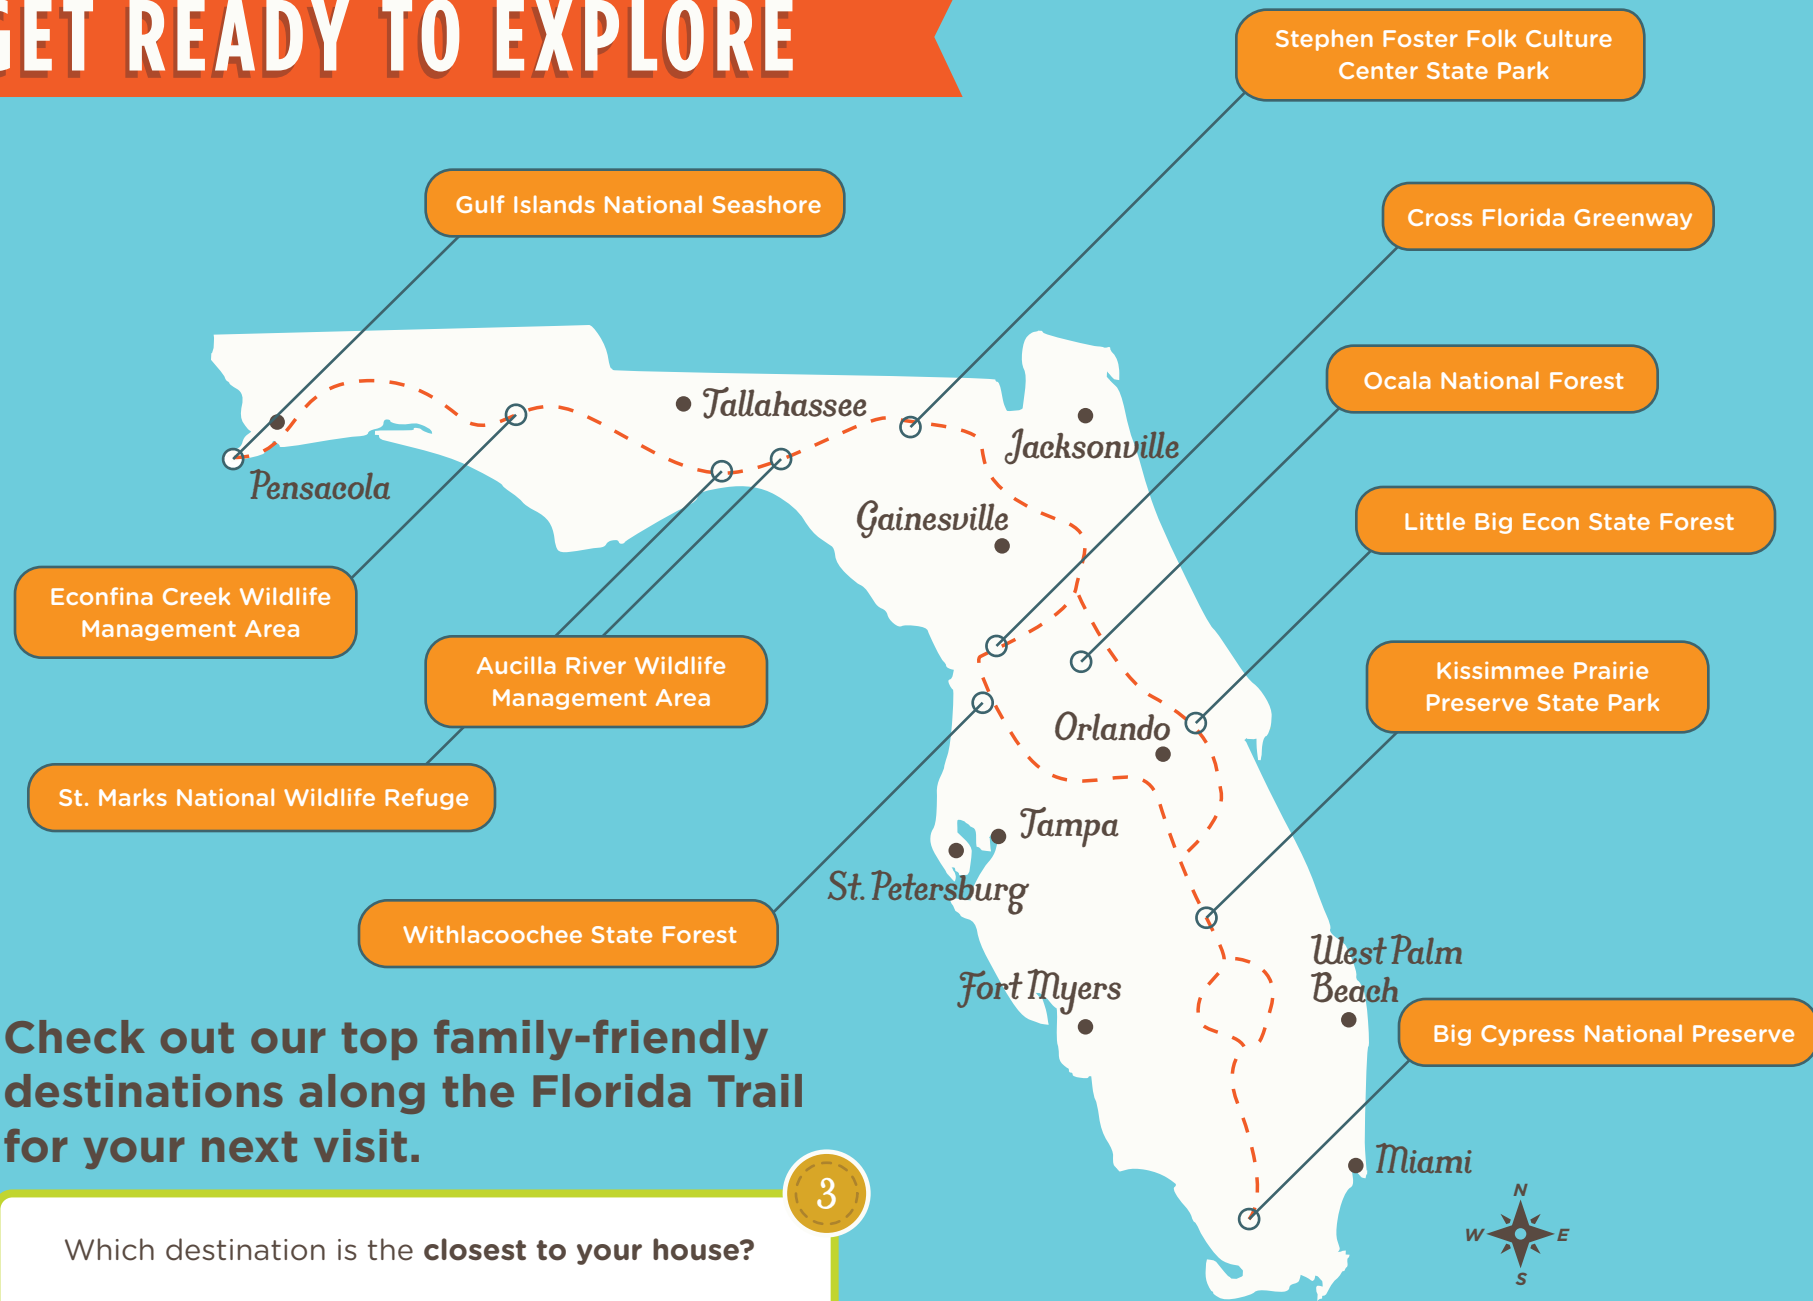 GET READY TO EXPLORE
Stephen Foster Folk Culture
Center State Park
Gulf Islands National Seashore
Cross Florida Greenway
Ocala National Forest
Tallahassee
Jacksonville
Pensacola
Gainesville
Little Big Econ State Forest
Econfina Creek Wildlife
Management Area
Aucilla River Wildlife
Management Area
Kissimmee Prairie
Preserve State Park
Orlando
St. Marks National Wildlife Refuge
Tampa
St. Petersburg
Withlacoochee State Forest
West Palm
Beach
Fort Myers
Big Cypress National Preserve
Miami
N
W
E
S
Check out our top family-friendly
destinations along the Florida Trail
for your next visit.
3
Which destination is the closest to your house?